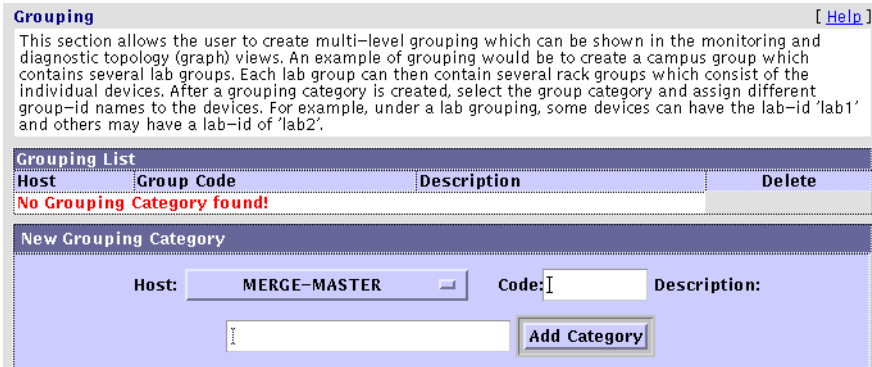 Grouping [ Help ]
This section allows the user to create multi-level grouping which can be shown in the monitoring and
diagnostic topology (graph) views. An example of grouping would be to create a campus group which
contains several lab groups. Each lab group can then contain several rack groups which consist of the
individual devices. After a grouping category is created, select the group category and assign different
group-id names to the devices. For example, under a lab grouping, some devices can have the lab-id 'lab1'
and others may have a lab-id of 'lab2'.
Grouping List
Host Group Code Description Delete
No Grouping Category found!
New Grouping Category
Host: MERGE-MASTER Code: Description:
Add Category